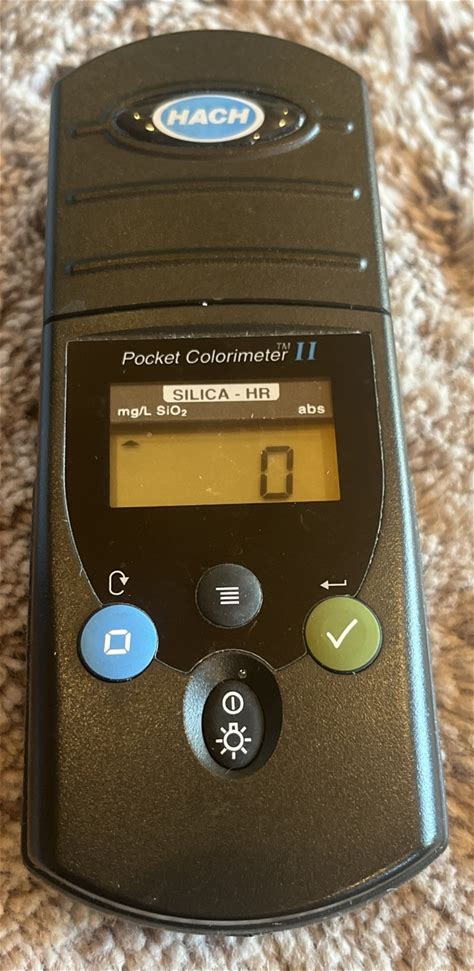 HACH
Pocket Colorimeter™ II
SILICA - HR
mg/L SiO₂ abs
0